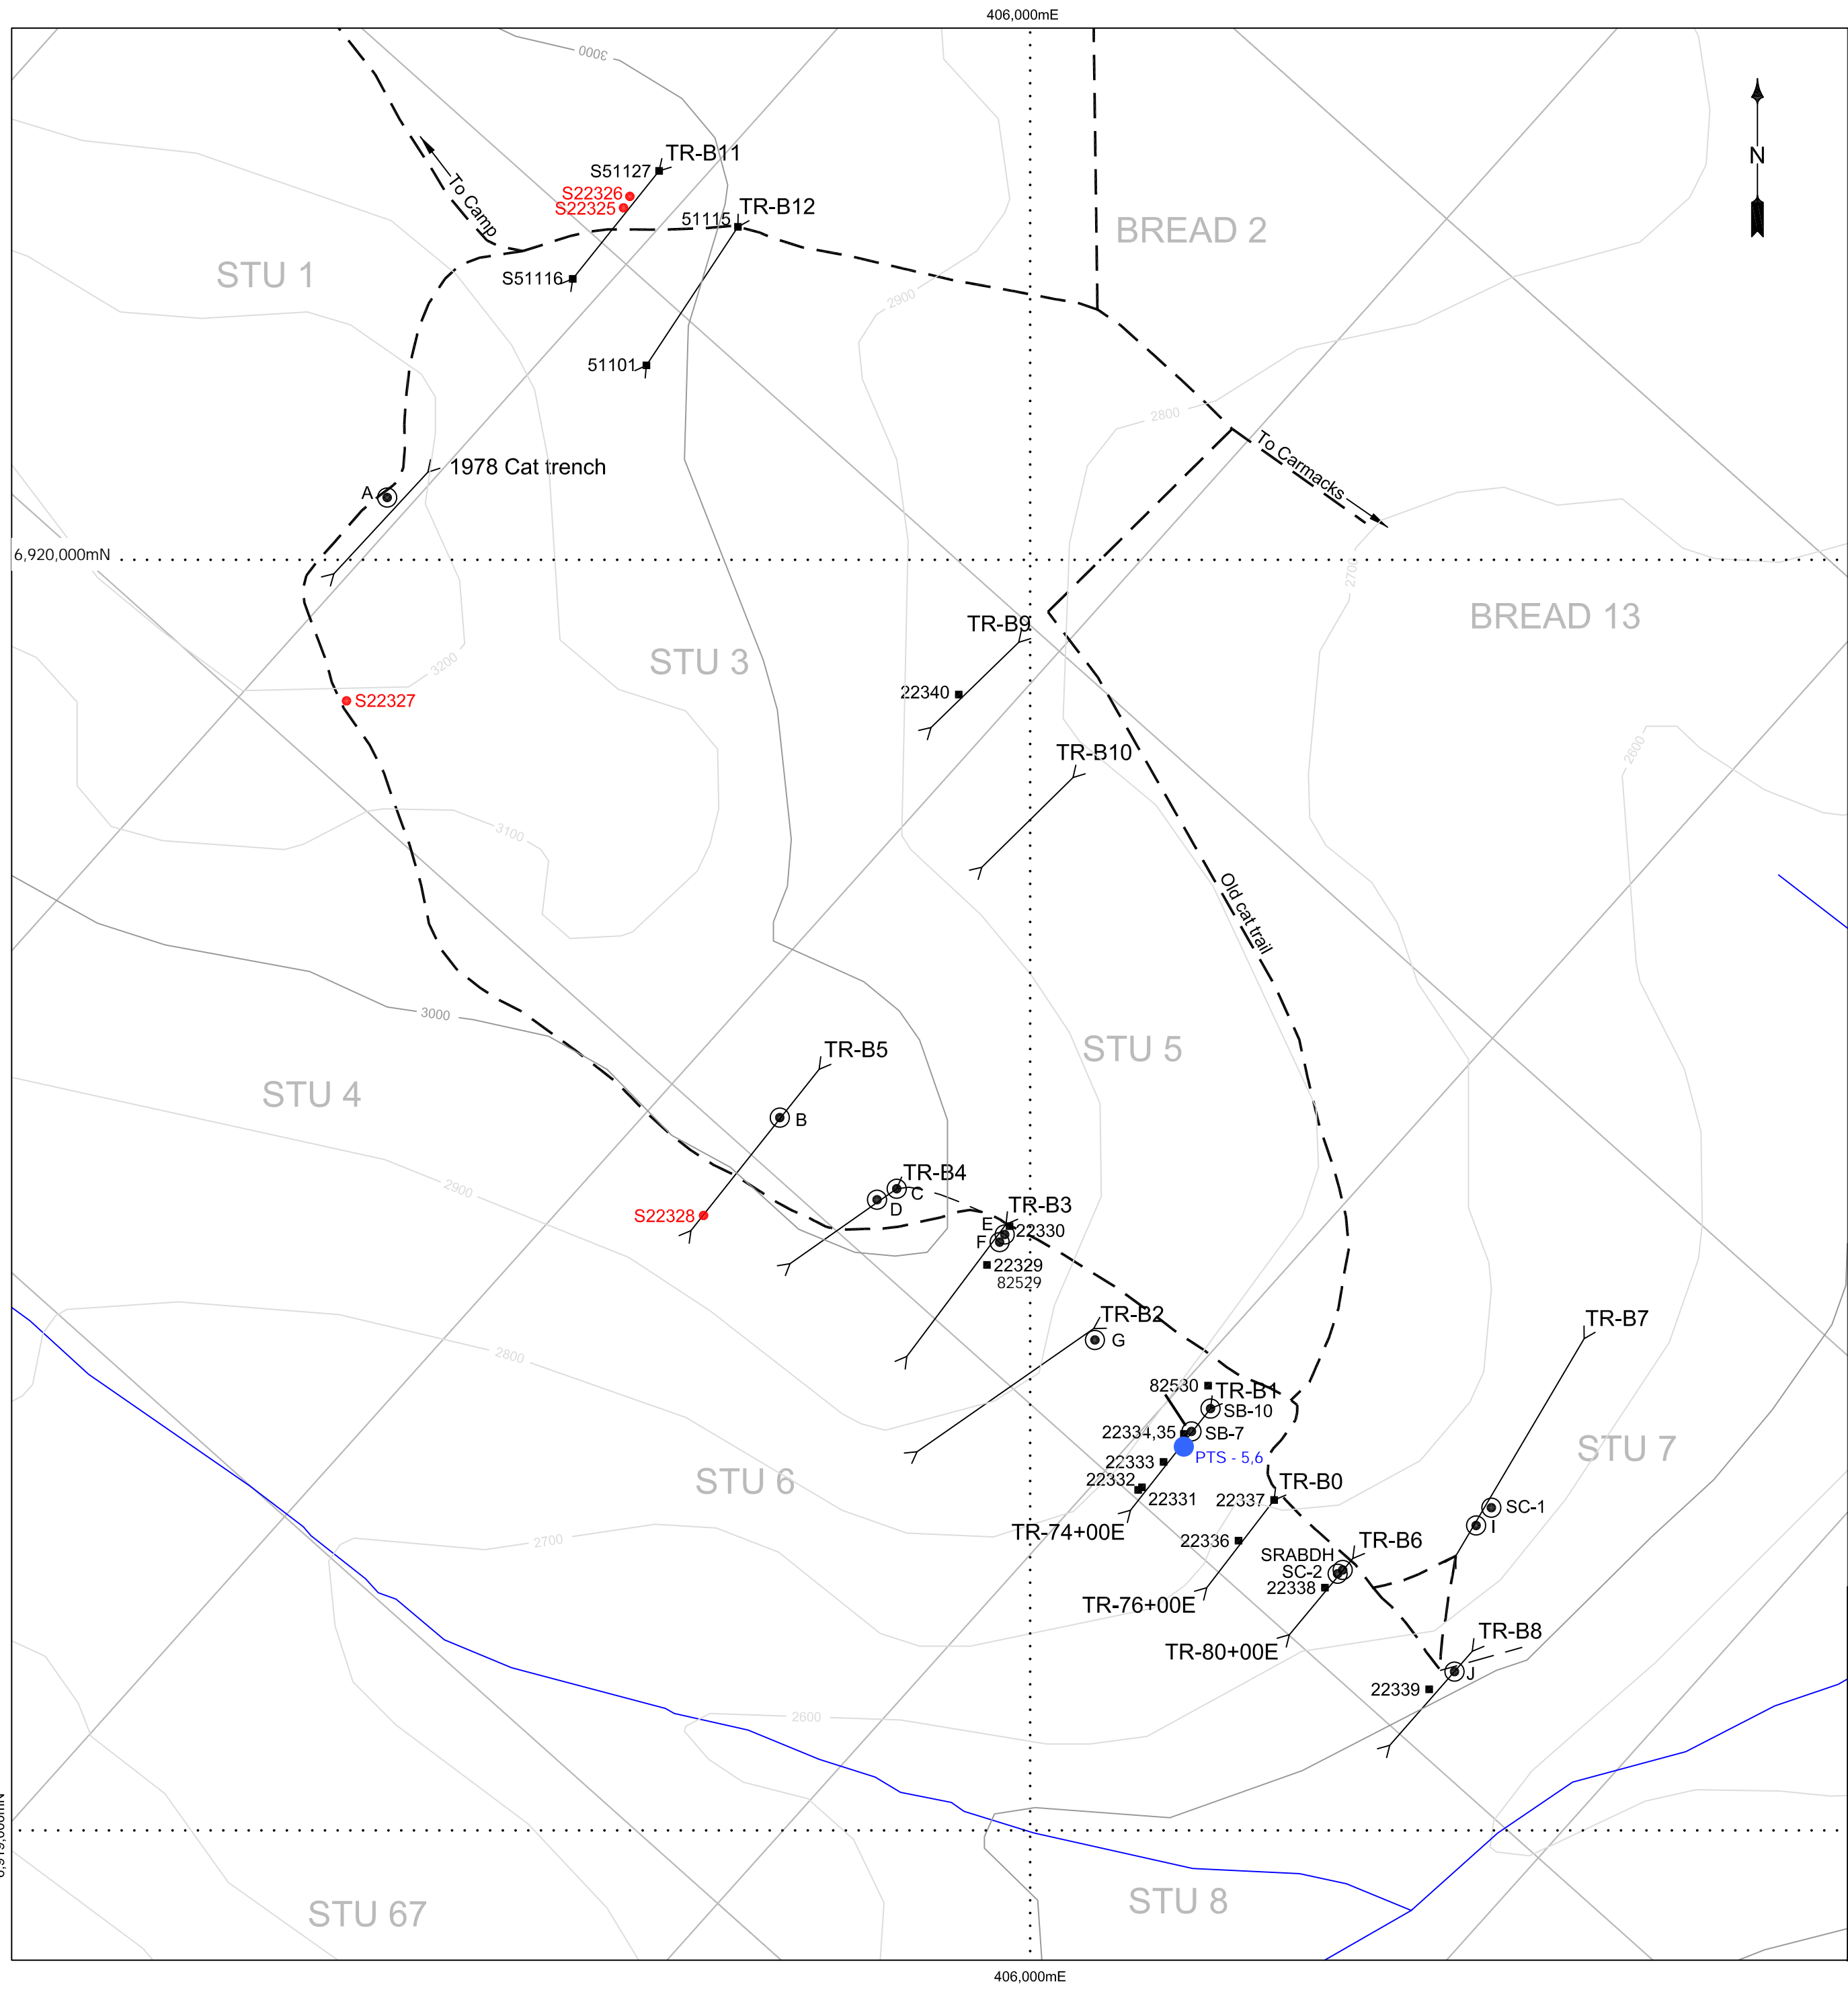 406,000mE
3000
N
To Camp
TR-B11
S51127
S22326
S22325
TR-B12
51115
BREAD 2
STU 1
S51116
2900
51101
2800
To Carmacks
1978 Cat trench
A
6,920,000mN
2700
BREAD 13
TR-B9
STU 3
3200
22340
S22327
TR-B10
2600
3100
Old cat trail
3000
STU 5
TR-B5
STU 4
B
TR-B4
C
D
2900
S22328
TR-B3
E
22330
F
22329
82529
TR-B2
G
TR-B7
2800
82530
TR-B1
SB-10
22334,35
SB-7
PTS - 5,6
STU 7
22333
STU 6
22332
22331
TR-B0
22337
SC-1
I
TR-74+00E
2700
22336
TR-B6
SRABDH
SC-2
22338
TR-76+00E
TR-B8
TR-80+00E
J
22339
2600
STU 67
STU 8
406,000mE